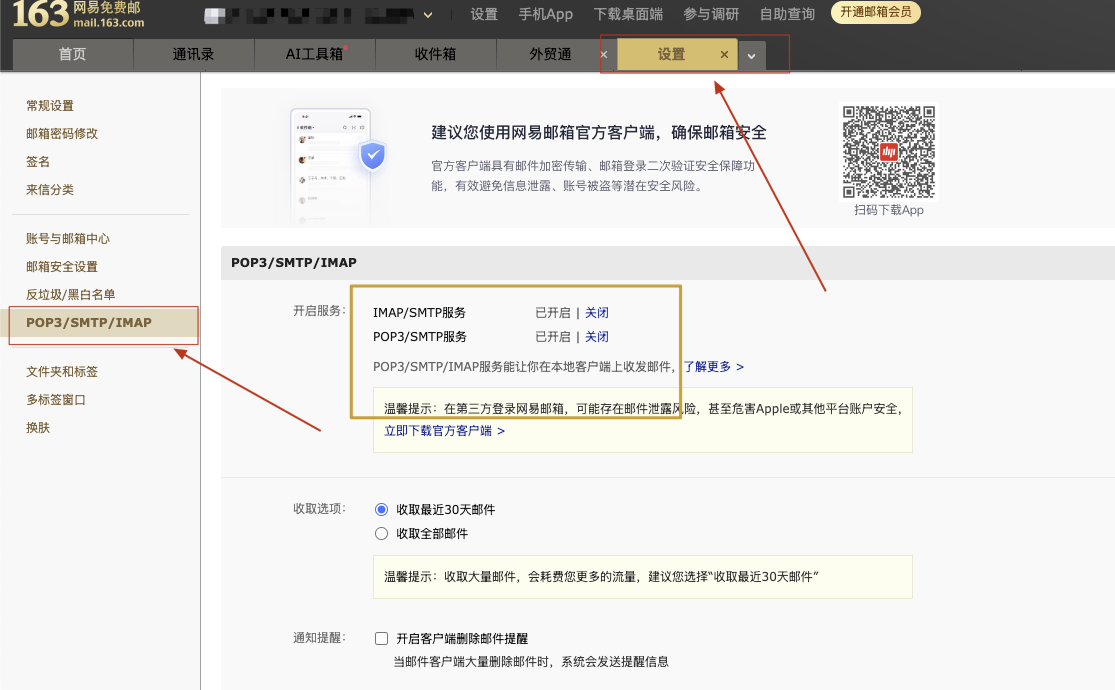 163 网易免费邮
mail.163.com
设置 手机App 下载桌面端 参与调研 自助查询 开通邮箱会员
首页 通讯录 AI工具箱 收件箱 外贸通 × 设置 ×
常规设置
邮箱密码修改
签名
来信分类
账号与邮箱中心
邮箱安全设置
反垃圾/黑白名单
POP3/SMTP/IMAP
文件夹和标签
多标签窗口
换肤
建议您使用网易邮箱官方客户端，确保邮箱安全
官方客户端具有邮件加密传输、邮箱登录二次验证安全保障功
能，有效避免信息泄露、账号被盗等潜在安全风险。
扫码下载App
POP3/SMTP/IMAP
开启服务： IMAP/SMTP服务 已开启 | 关闭
POP3/SMTP服务 已开启 | 关闭
POP3/SMTP/IMAP服务能让你在本地客户端上收发邮件，了解更多 >
温馨提示：在第三方登录网易邮箱，可能存在邮件泄露风险，甚至危害Apple或其他平台账户安全，
立即下载官方客户端 >
收取选项： 收取最近30天邮件
收取全部邮件
温馨提示：收取大量邮件，会耗费您更多的流量，建议您选择“收取最近30天邮件”
通知提醒： 开启客户端删除邮件提醒
当邮件客户端大量删除邮件时，系统会发送提醒信息